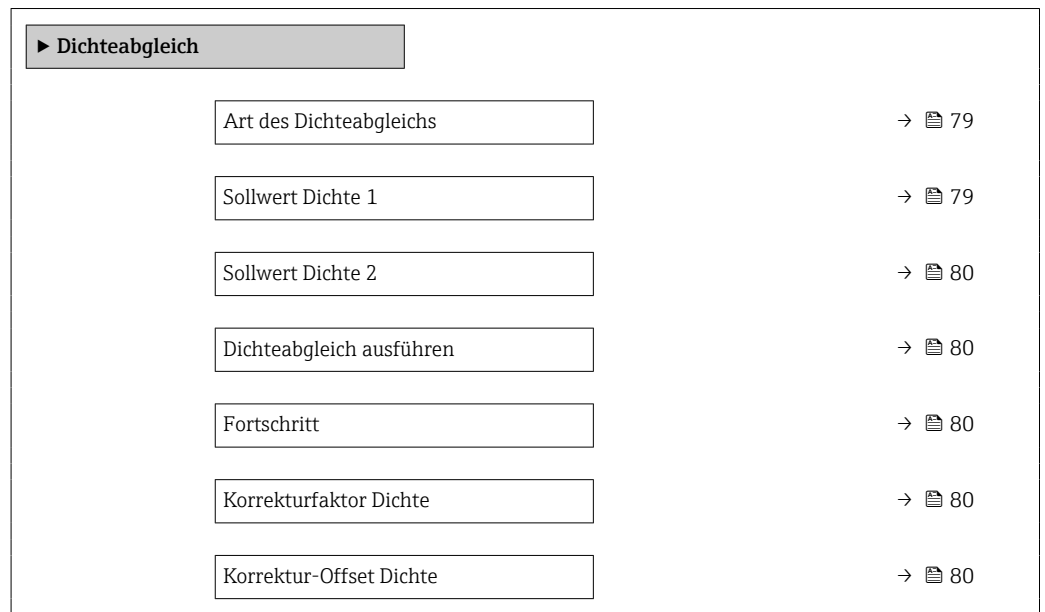 ▶ Dichteabgleich
Art des Dichteabgleichs → 79
Sollwert Dichte 1 → 79
Sollwert Dichte 2 → 80
Dichteabgleich ausführen → 80
Fortschritt → 80
Korrekturfaktor Dichte → 80
Korrektur-Offset Dichte → 80